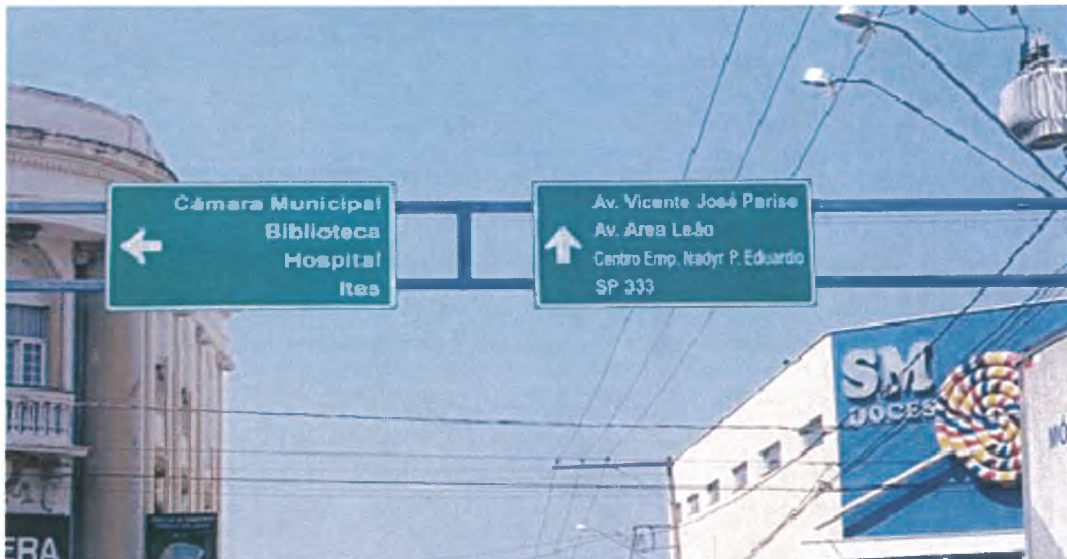 Câmara Municipal
Biblioteca
Hospital
Ites
Av. Vicente José Parise
Av. Area Leão
Centro Emp. Nadyr P. Eduardo
SP 333
SM
DOCES
MÓ
ERA